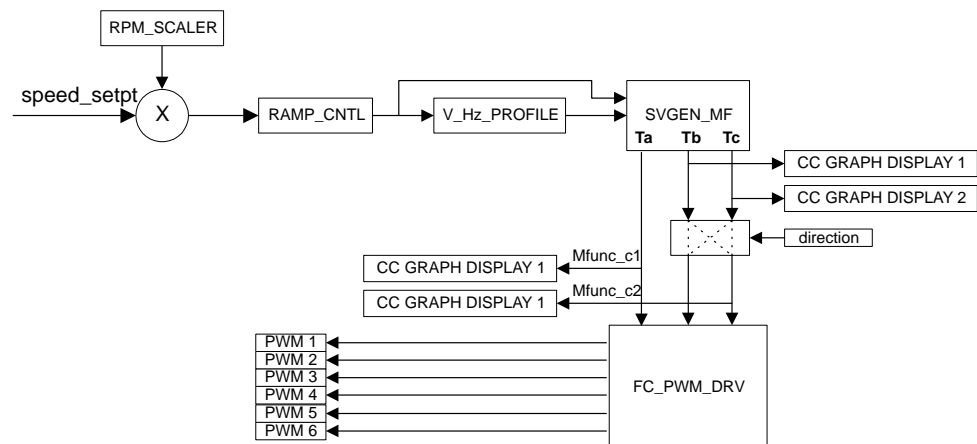 RPM_SCALER
speed_setpt
X
RAMP_CNTL
V_Hz_PROFILE
SVGEN_MF
Ta Tb Tc
CC GRAPH DISPLAY 1
CC GRAPH DISPLAY 2
direction
Mfunc_c1
CC GRAPH DISPLAY 1
Mfunc_c2
CC GRAPH DISPLAY 1
PWM 1
PWM 2
PWM 3
PWM 4
PWM 5
PWM 6
FC_PWM_DRV